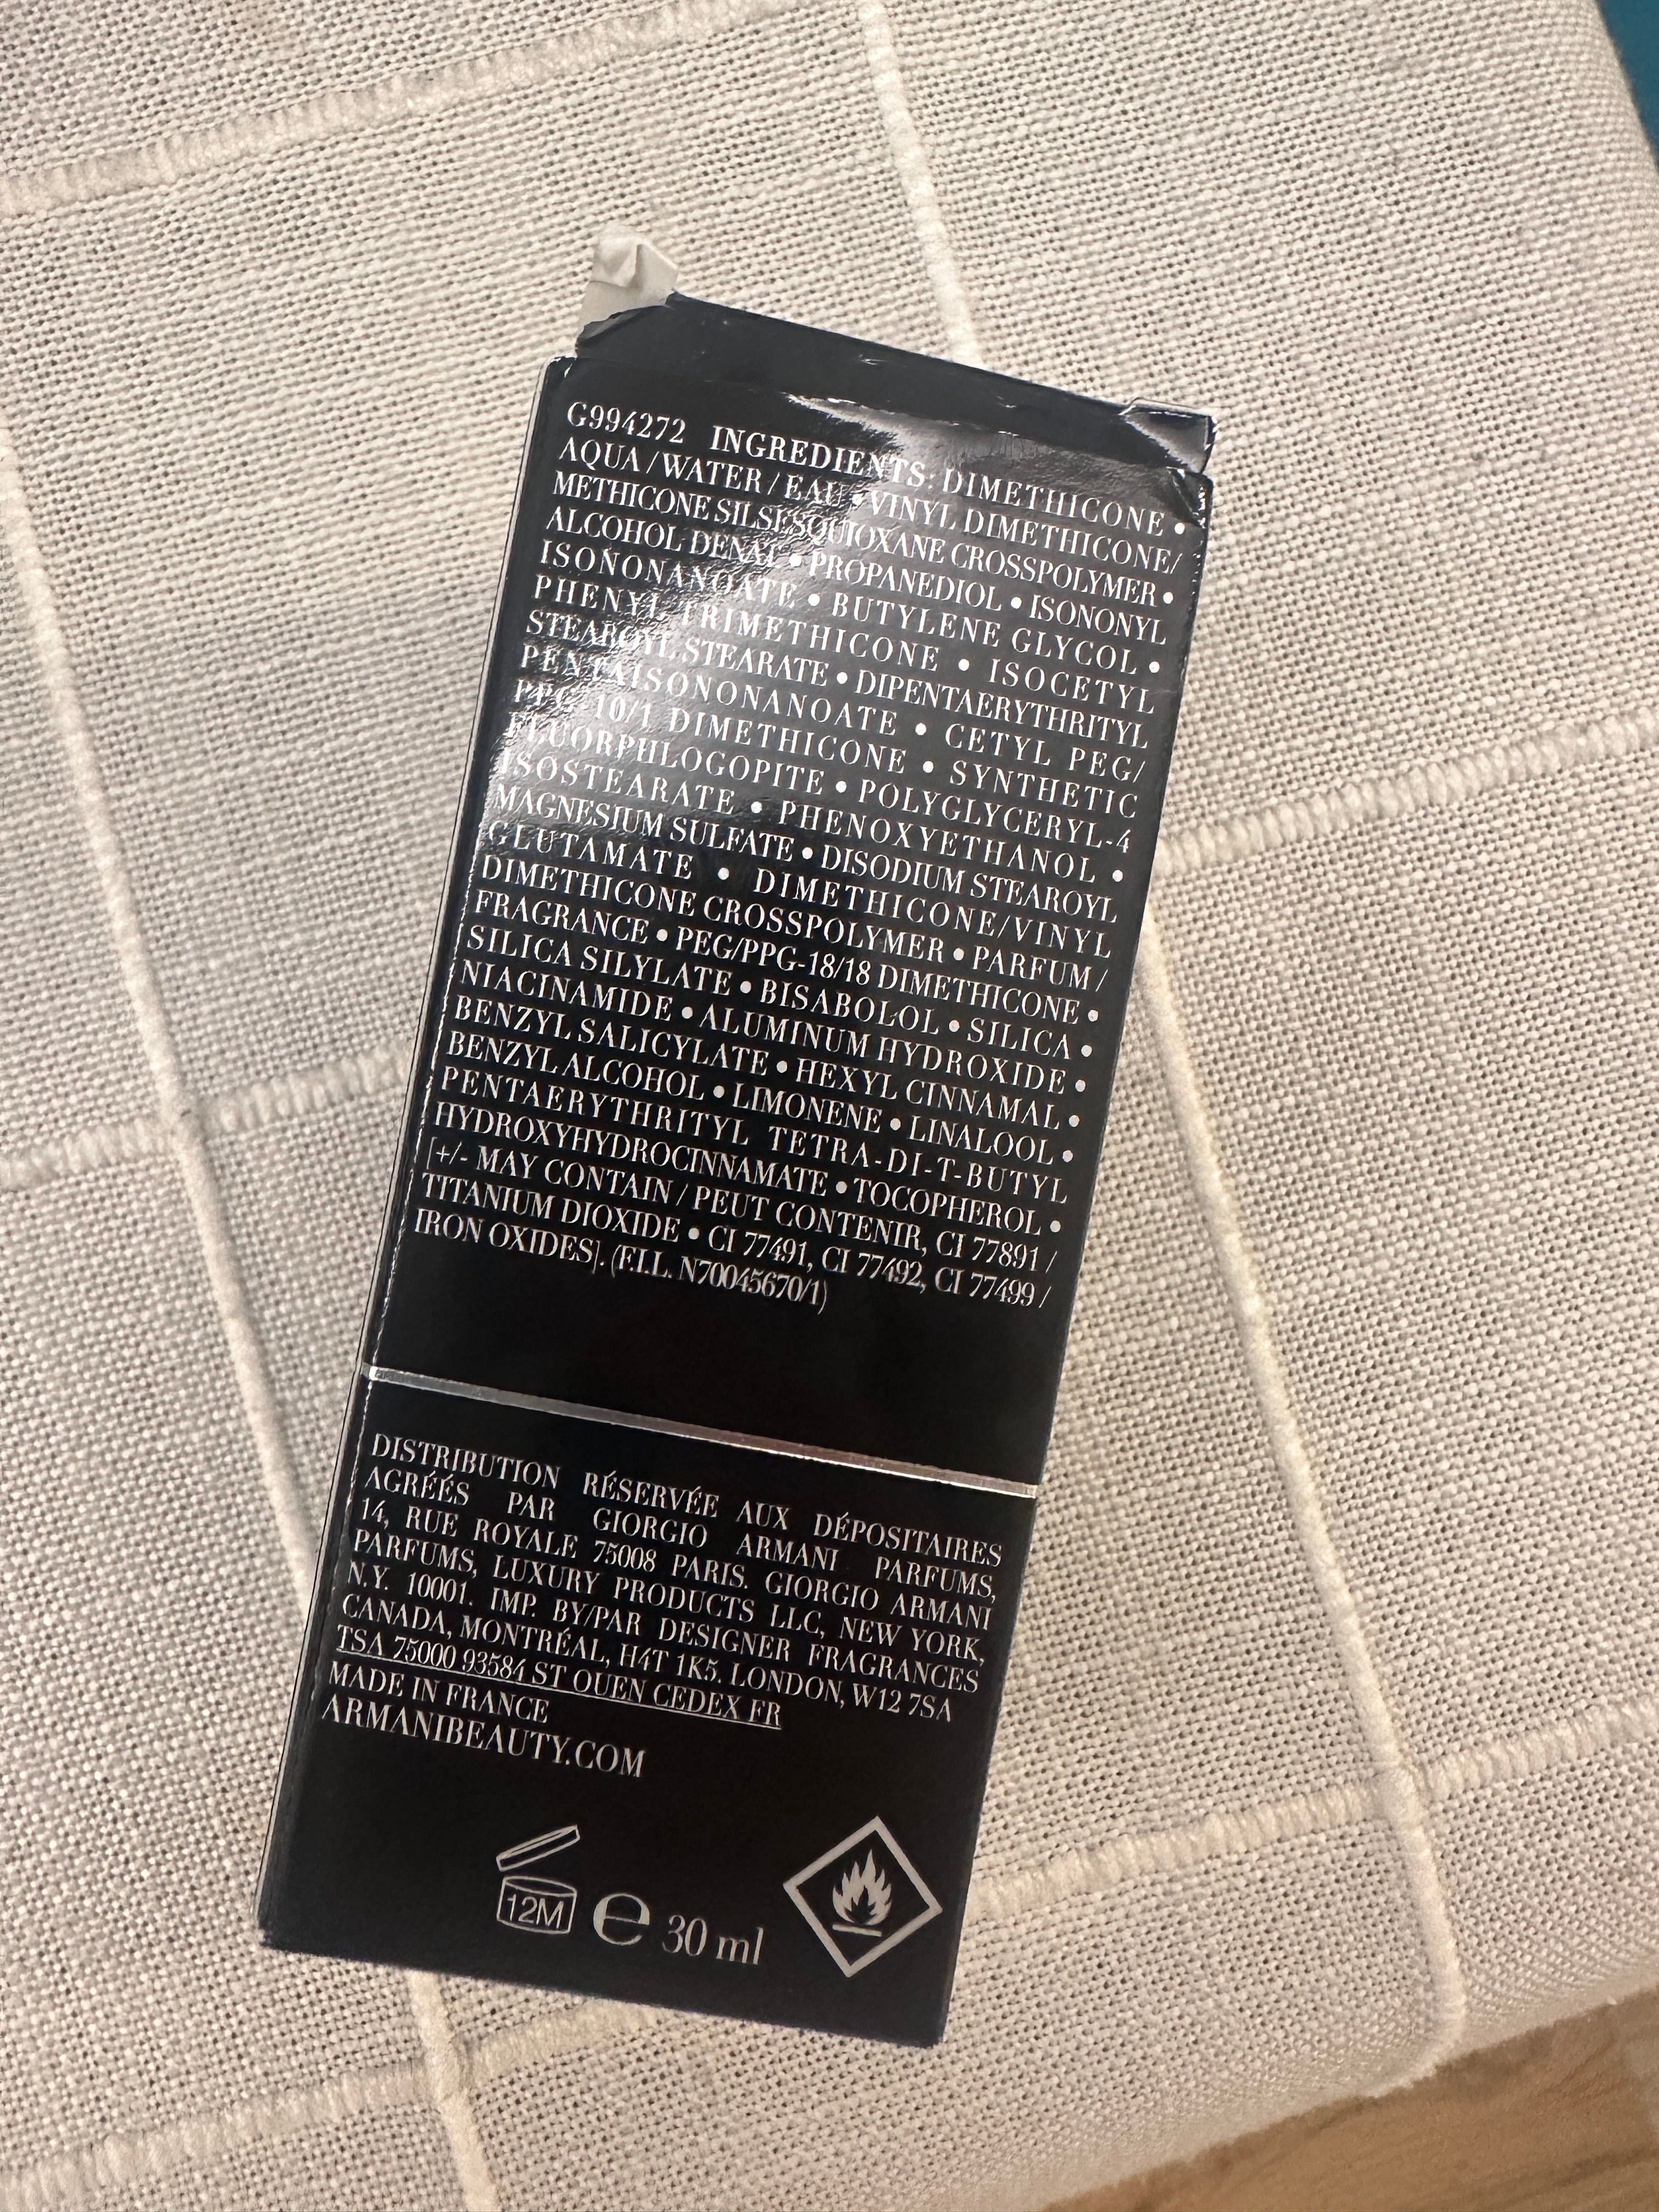 G994272 INGREDIENTS: DIMETHICONE •
AQUA / WATER / EAU • VINYL DIMETHICONE/
METHICONE SILSESQUIOXANE CROSSPOLYMER •
ALCOHOL DENAT. • PROPANEDIOL • ISONONYL
ISONONANOATE • BUTYLENE GLYCOL •
PHENYL TRIMETHICONE • ISOCETYL
STEAROYL STEARATE • DIPENTAERYTHRITYL
PENTAISONONANOATE • CETYL PEG/
PPG-10/1 DIMETHICONE • SYNTHETIC
FLUORPHLOGOPITE • POLYGLYCERYL-4
ISOSTEARATE • PHENOXYETHANOL •
MAGNESIUM SULFATE • DISODIUM STEAROYL
GLUTAMATE • DIMETHICONE/VINYL
DIMETHICONE CROSSPOLYMER • PARFUM /
FRAGRANCE • PEG/PPG-18/18 DIMETHICONE •
SILICA SILYLATE • BISABOLOL • SILICA •
NIACINAMIDE • ALUMINUM HYDROXIDE •
BENZYL SALICYLATE • HEXYL CINNAMAL •
BENZYL ALCOHOL • LIMONENE • LINALOOL •
PENTAERYTHRITYL TETRA-DI-T-BUTYL
HYDROXYHYDROCINNAMATE • TOCOPHEROL •
[+/- MAY CONTAIN / PEUT CONTENIR, CI 77891 /
TITANIUM DIOXIDE • CI 77491, CI 77492, CI 77499 /
IRON OXIDES]. (F.I.L. N70045670/1)
DISTRIBUTION RÉSERVÉE AUX DÉPOSITAIRES
AGRÉÉS PAR GIORGIO ARMANI PARFUMS,
14, RUE ROYALE 75008 PARIS. GIORGIO ARMANI
PARFUMS, LUXURY PRODUCTS LLC, NEW YORK,
N.Y. 10001. IMP. BY/PAR DESIGNER FRAGRANCES
CANADA, MONTRÉAL, H4T 1K5. LONDON, W12 7SA
TSA 75000 93584 ST OUEN CEDEX FR
MADE IN FRANCE
ARMANIBEAUTY.COM
12M e 30 ml